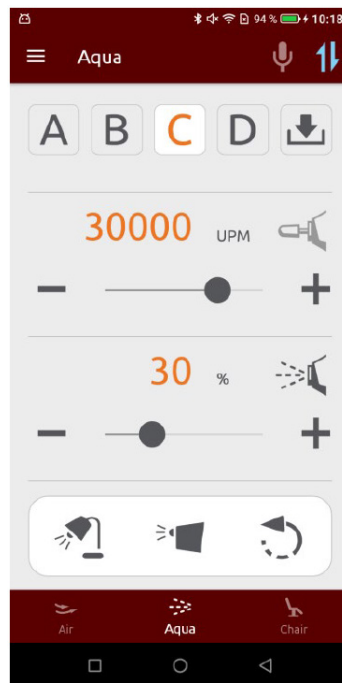 94 % 10:18
Aqua
A B C D
30000 UPM
30 %
Air Aqua Chair